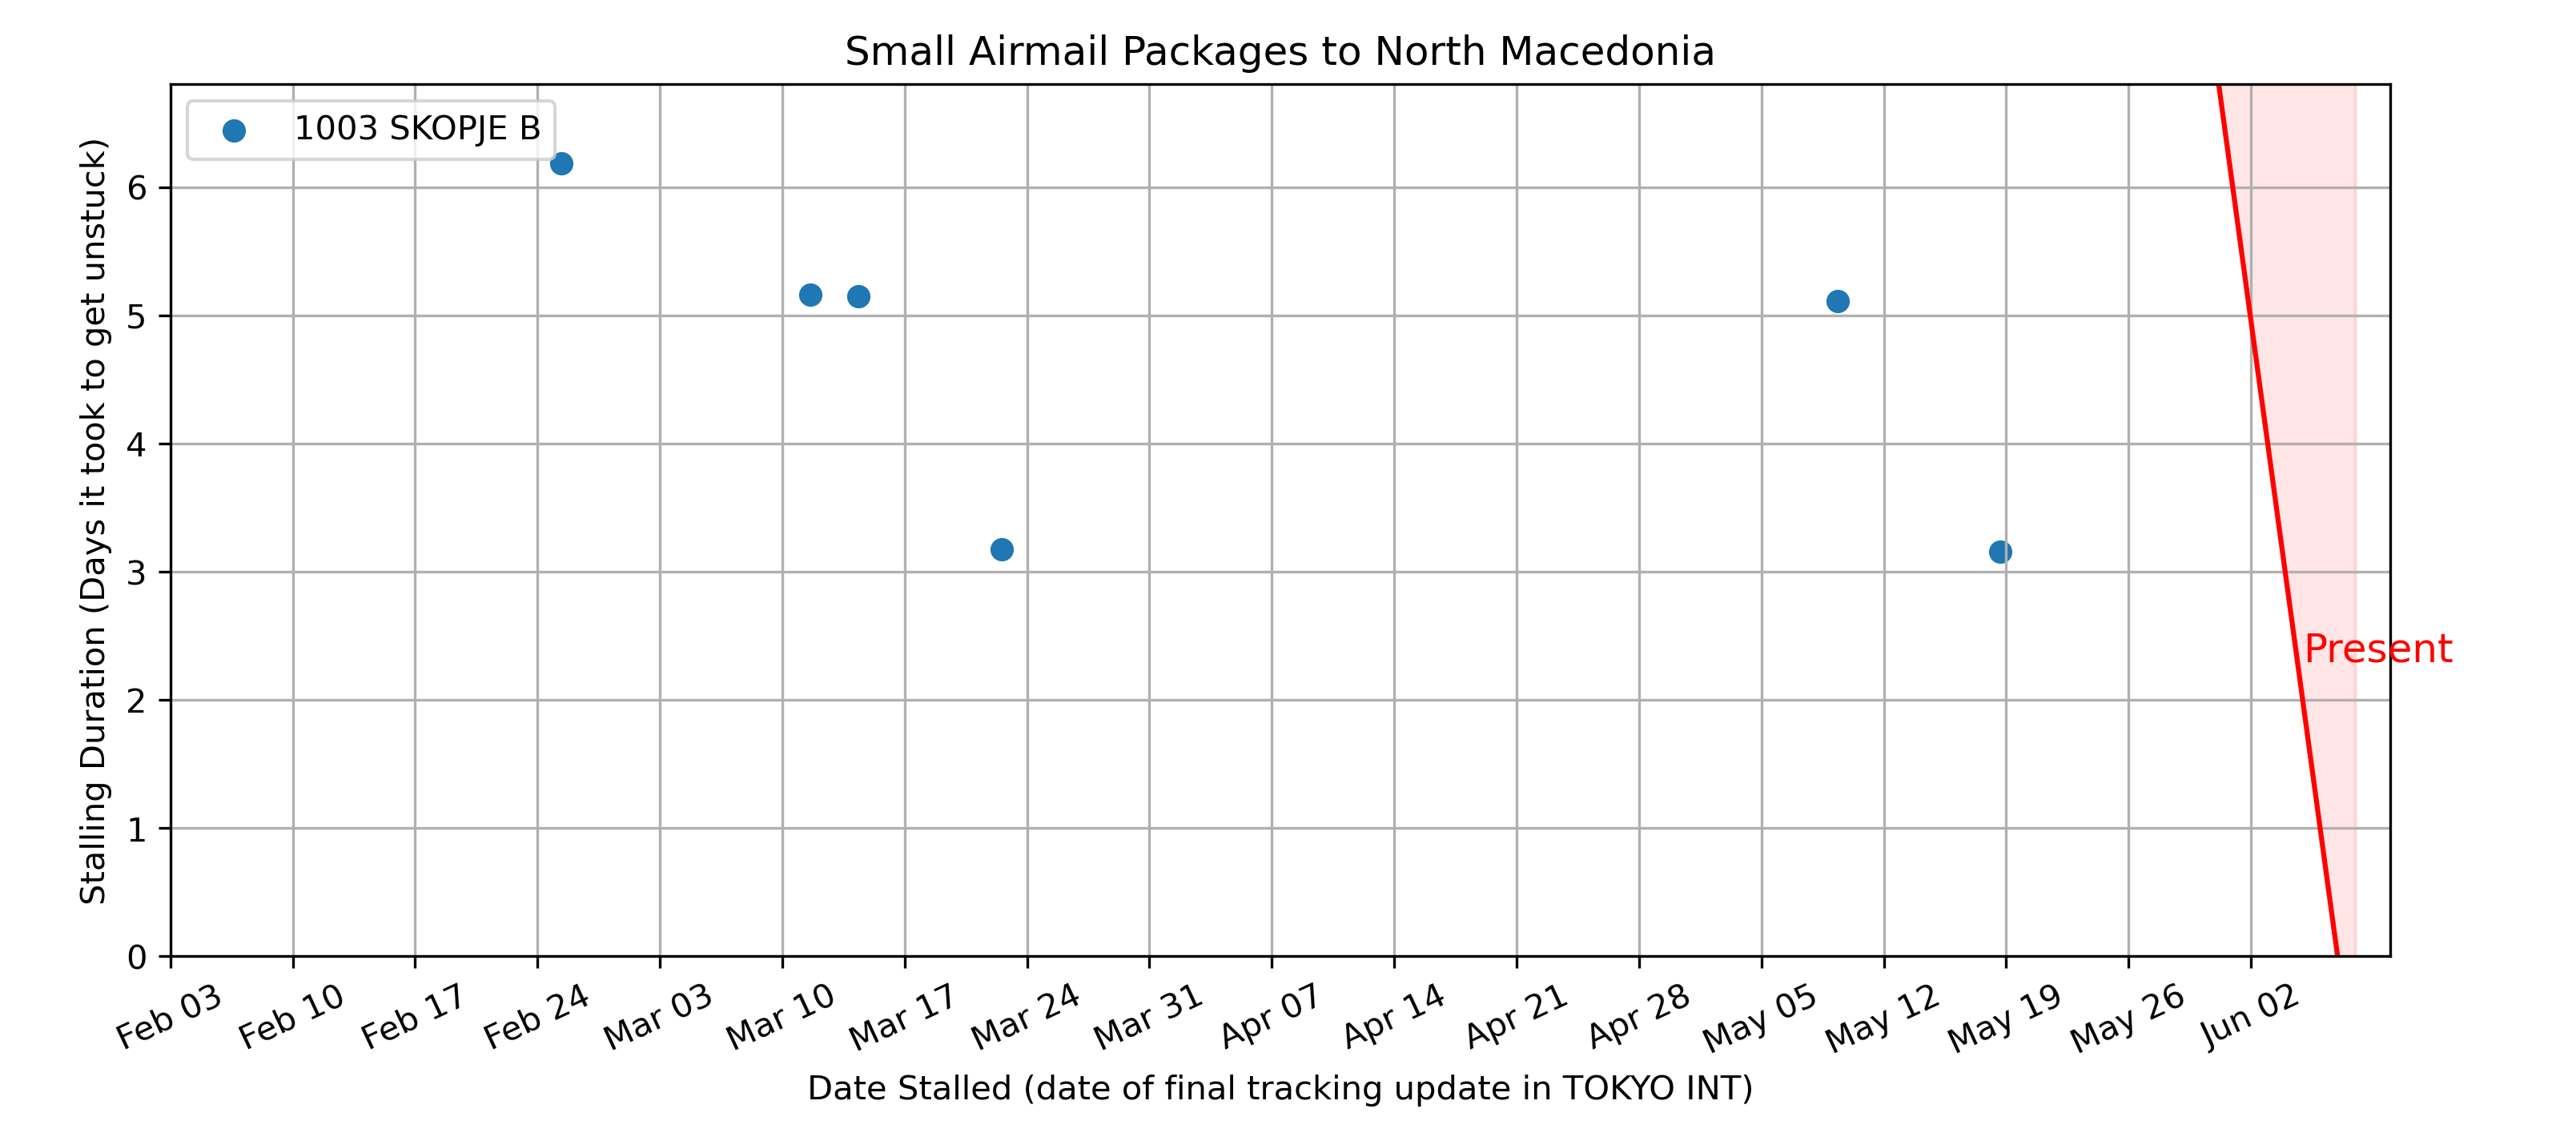 Small Airmail Packages to North Macedonia
1003 SKOPJE B
Stalling Duration (Days it took to get unstuck)
6
5
4
3
2
1
0
Present
Feb 03
Feb 10
Feb 17
Feb 24
Mar 03
Mar 10
Mar 17
Mar 24
Mar 31
Apr 07
Apr 14
Apr 21
Apr 28
May 05
May 12
May 19
May 26
Jun 02
Date Stalled (date of final tracking update in TOKYO INT)